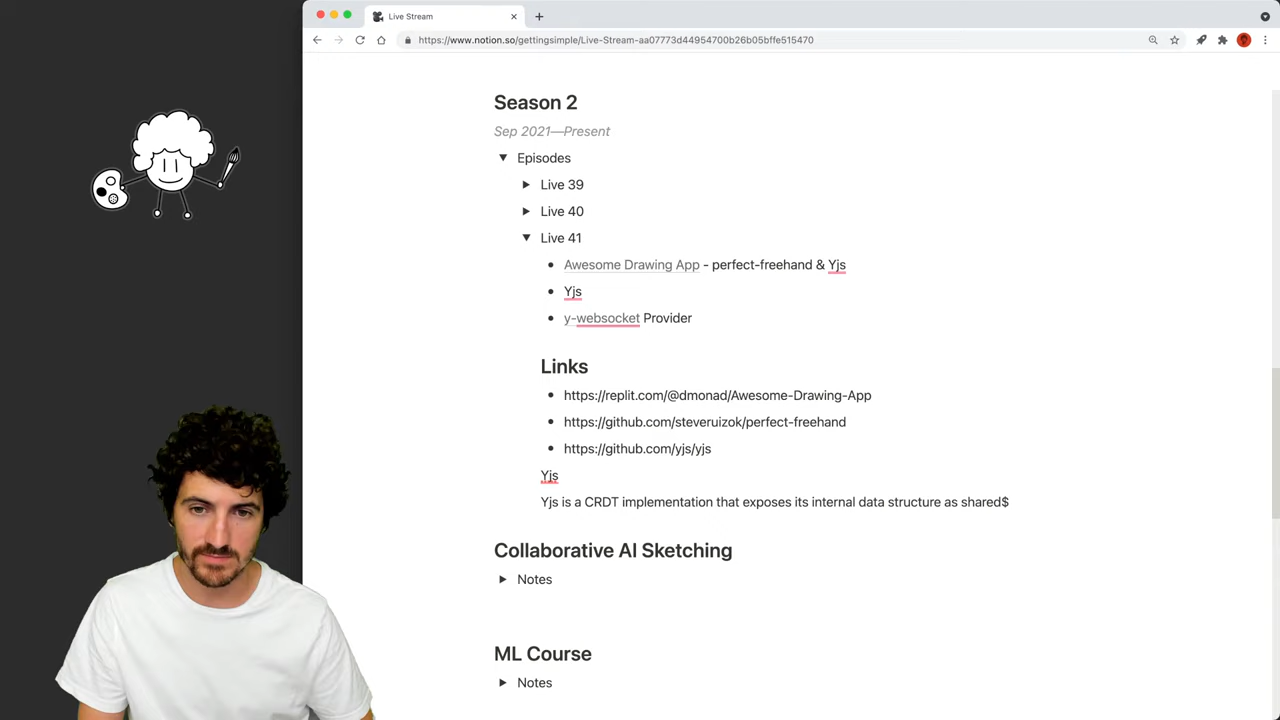 Live Stream
https://www.notion.so/gettingsimple/Live-Stream-aa07773d44954700b26b05bffe515470
Season 2
Sep 2021—Present
Episodes
Live 39
Live 40
Live 41
Awesome Drawing App - perfect-freehand & Yjs
Yjs
y-websocket Provider
Links
https://replit.com/@dmonad/Awesome-Drawing-App
https://github.com/steveruizok/perfect-freehand
https://github.com/yjs/yjs
Yjs
Yjs is a CRDT implementation that exposes its internal data structure as shared$
Collaborative AI Sketching
Notes
ML Course
Notes